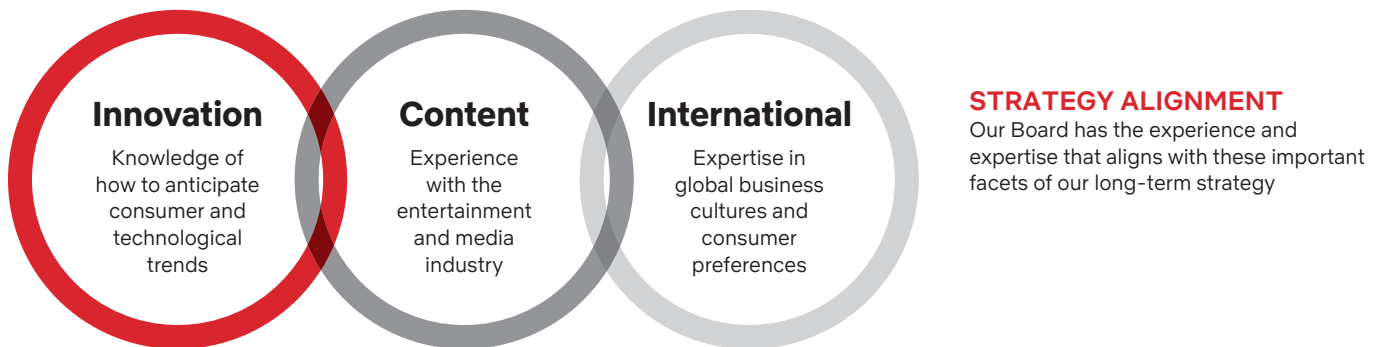 Innovation
Knowledge of
how to anticipate
consumer and
technological
trends
Content
Experience
with the
entertainment
and media
industry
International
Expertise in
global business
cultures and
consumer
preferences
STRATEGY ALIGNMENT
Our Board has the experience and
expertise that aligns with these important
facets of our long-term strategy